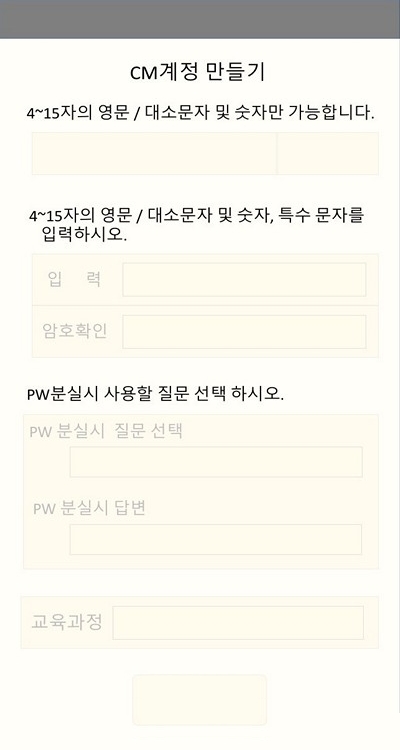 CM계정 만들기
4~15자의 영문 / 대소문자 및 숫자만 가능합니다.
4~15자의 영문 / 대소문자 및 숫자, 특수 문자를
입력하시오.
입 력
암호확인
PW분실시 사용할 질문 선택 하시오.
PW 분실시 질문 선택
PW 분실시 답변
교육과정